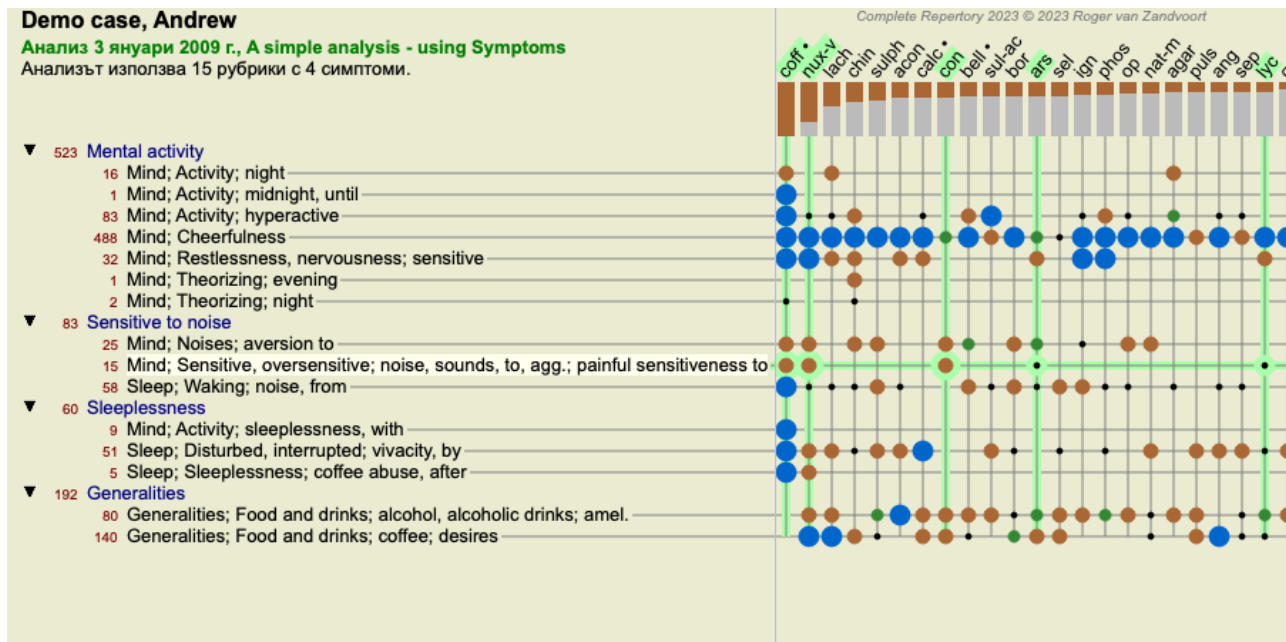 Demo case, Andrew
Complete Repertory 2023 © 2023 Roger van Zandvoort
Анализ 3 януари 2009 г., A simple analysis - using Symptoms
Анализът използва 15 рубрики с 4 симптоми.
coff • nux-v lach chin sulph acon calc • con bell • sul-ac bor ars sel ign phos op nat-m agar puls ang sep lyc
▼ 523 Mental activity
16 Mind; Activity; night
1 Mind; Activity; midnight, until
83 Mind; Activity; hyperactive
488 Mind; Cheerfulness
32 Mind; Restlessness, nervousness; sensitive
1 Mind; Theorizing; evening
2 Mind; Theorizing; night
▼ 83 Sensitive to noise
25 Mind; Noises; aversion to
15 Mind; Sensitive, oversensitive; noise, sounds, to, agg.; painful sensitiveness to
58 Sleep; Waking; noise, from
▼ 60 Sleeplessness
9 Mind; Activity; sleeplessness, with
51 Sleep; Disturbed, interrupted; vivacity, by
5 Sleep; Sleeplessness; coffee abuse, after
▼ 192 Generalities
80 Generalities; Food and drinks; alcohol, alcoholic drinks; amel.
140 Generalities; Food and drinks; coffee; desires